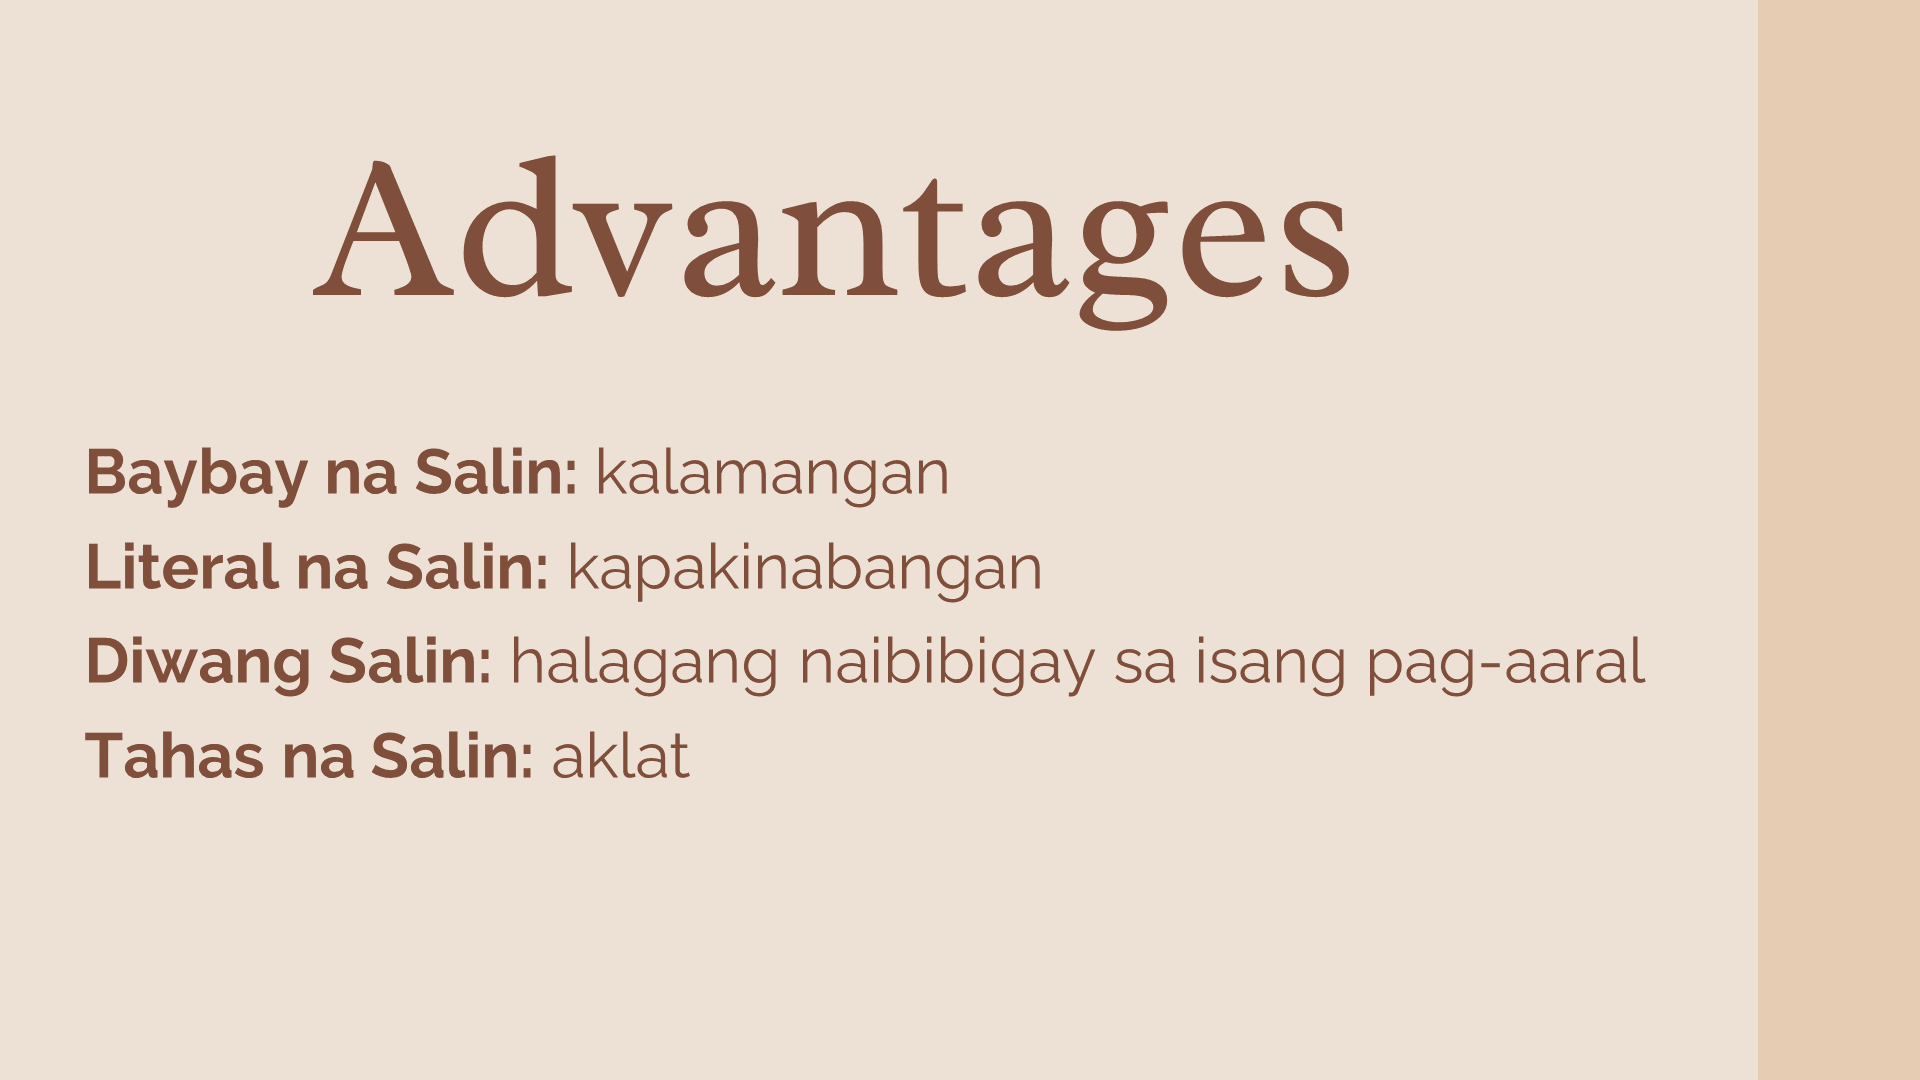 Advantages
Baybay na Salin: kalamangan
Literal na Salin: kapakinabangan
Diwang Salin: halagang naibibigay sa isang pag-aaral
Tahas na Salin: aklat